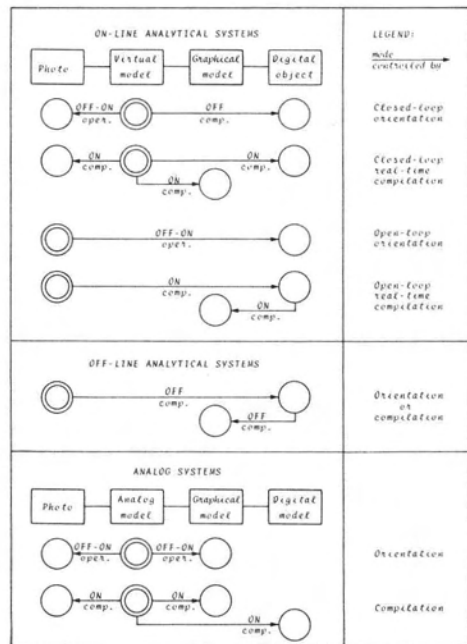 ON-LINE ANALYTICAL SYSTEMS
LEGEND:
Photo
Virtual model
Graphical model
Digital object
mode
controlled by
OFF-ON
oper.
OFF
comp.
Closed-loop
orientation
ON
comp.
ON
comp.
ON
comp.
Closed-loop
real-time
compilation
OFF-ON
oper.
Open-loop
orientation
ON
comp.
ON
comp.
Open-loop
real-time
compilation
OFF-LINE ANALYTICAL SYSTEMS
ON
comp.
OFF
comp.
Orientation
or
compilation
ANALOG SYSTEMS
Photo
Analog model
Graphical model
Digital model
OFF-ON
oper.
OFF-ON
oper.
Orientation
ON
comp.
ON
comp.
ON
comp.
Compilation